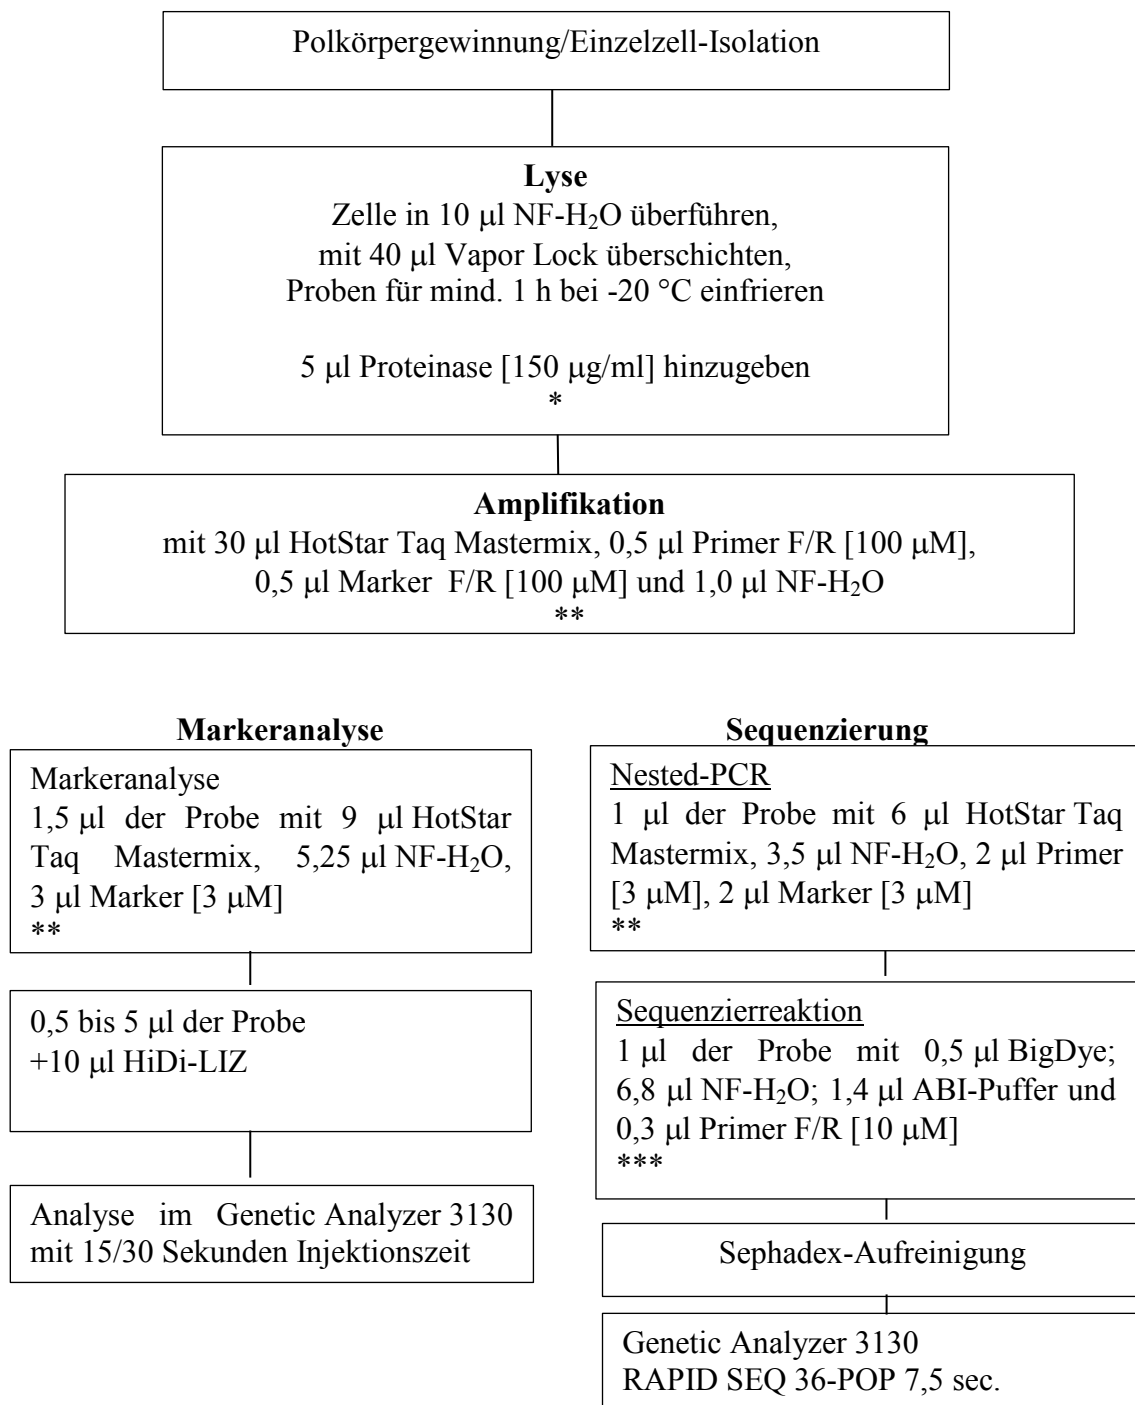 Polkörpergewinnung/Einzelzell-Isolation
Lyse
Zelle in 10 µl NF-H₂O überführen,
mit 40 µl Vapor Lock überschichten,
Proben für mind. 1 h bei -20 °C einfrieren
5 µl Proteinase [150 µg/ml] hinzugeben
*
Amplifikation
mit 30 µl HotStar Taq Mastermix, 0,5 µl Primer F/R [100 µM],
0,5 µl Marker F/R [100 µM] und 1,0 µl NF-H₂O
**
Markeranalyse
Markeranalyse
1,5 µl der Probe mit 9 µl HotStar
Taq Mastermix, 5,25 µl NF-H₂O,
3 µl Marker [3 µM]
**
0,5 bis 5 µl der Probe
+10 µl HiDi-LIZ
Analyse im Genetic Analyzer 3130
mit 15/30 Sekunden Injektionszeit
Sequenzierung
Nested-PCR
1 µl der Probe mit 6 µl HotStar Taq
Mastermix, 3,5 µl NF-H₂O, 2 µl Primer
[3 µM], 2 µl Marker [3 µM]
**
Sequenzierreaktion
1 µl der Probe mit 0,5 µl BigDye;
6,8 µl NF-H₂O; 1,4 µl ABI-Puffer und
0,3 µl Primer F/R [10 µM]
***
Sephadex-Aufreinigung
Genetic Analyzer 3130
RAPID SEQ 36-POP 7,5 sec.